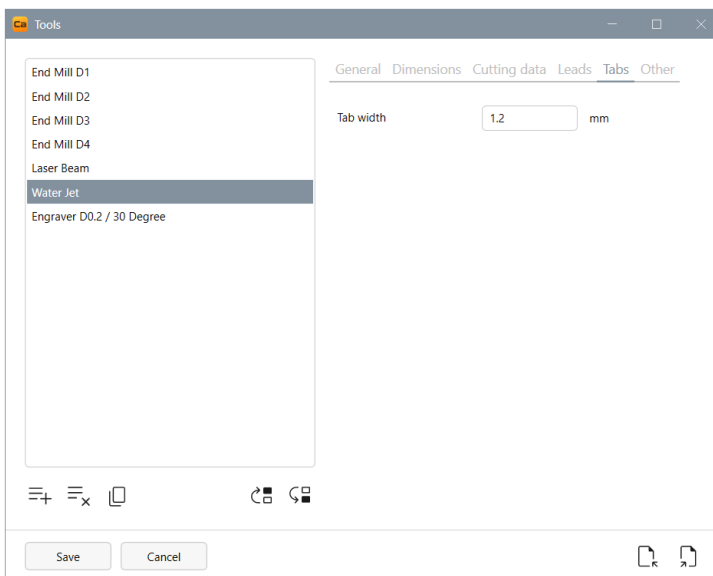 Ca Tools
End Mill D1
End Mill D2
End Mill D3
End Mill D4
Laser Beam
Water Jet
Engraver D0.2 / 30 Degree
General Dimensions Cutting data Leads Tabs Other
Tab width 1.2 mm
Save Cancel